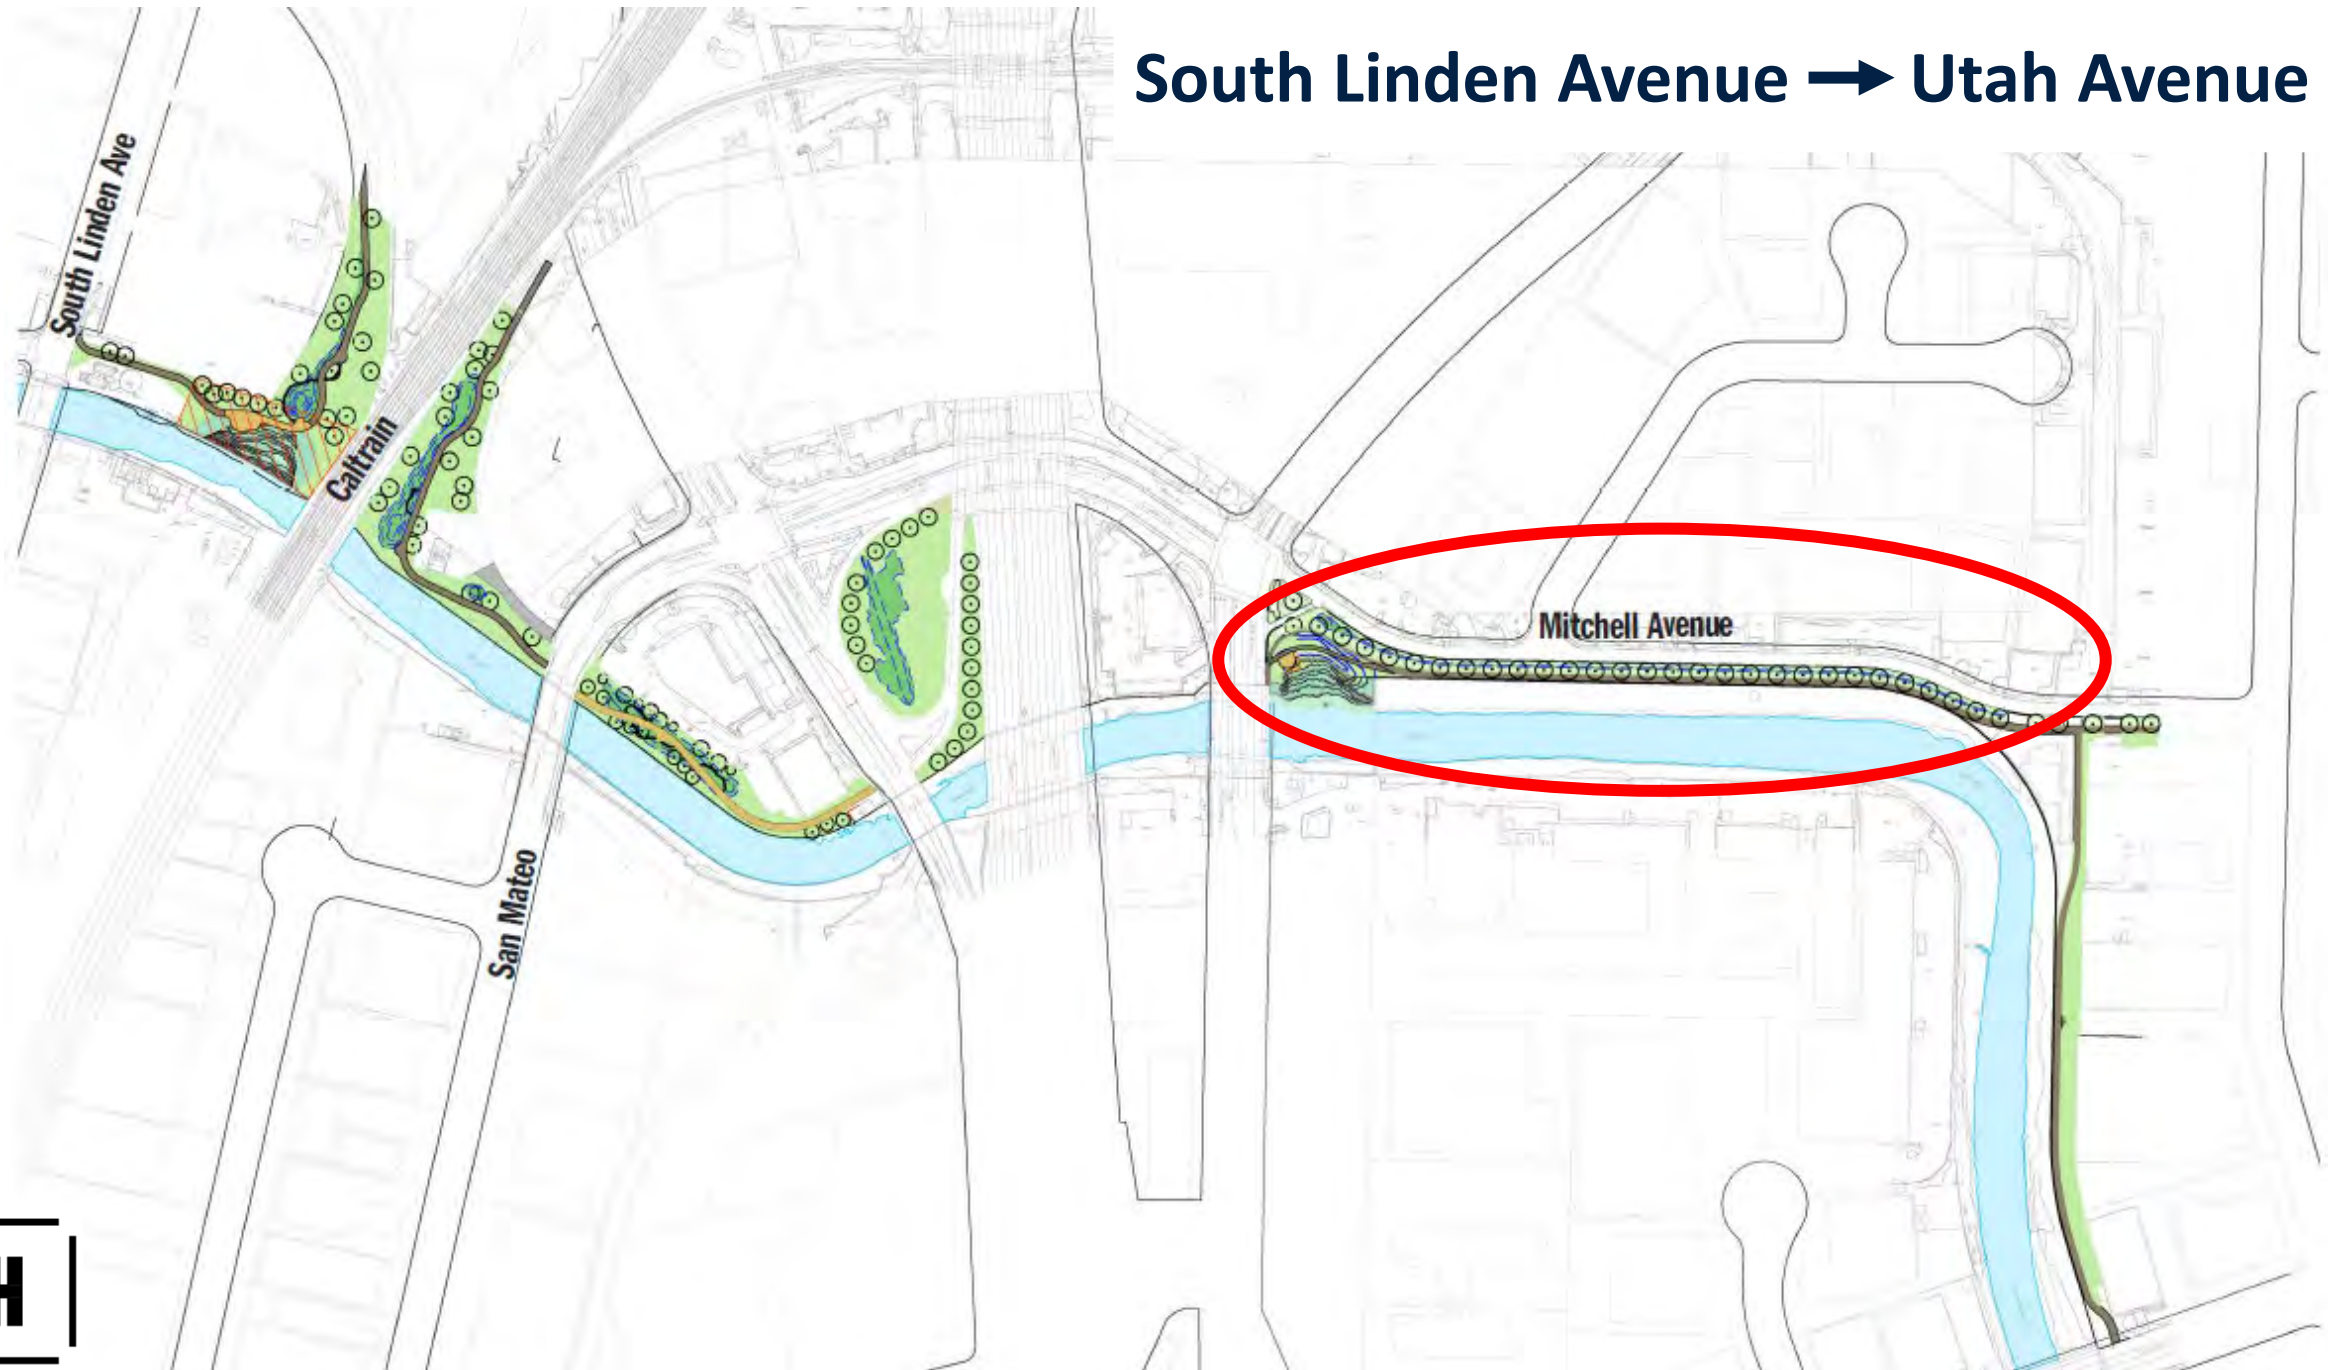 South Linden Avenue → Utah Avenue
South Linden Ave
Caltrain
Mitchell Avenue
San Mateo
H